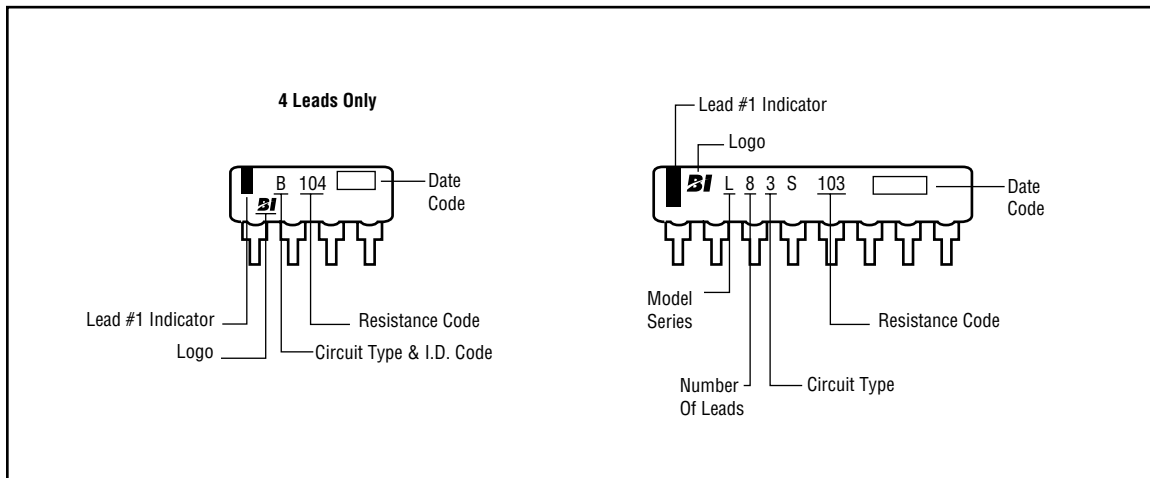 4 Leads Only
B 104
BI
Date
Code
Lead #1 Indicator
Resistance Code
Logo
Circuit Type & I.D. Code
Lead #1 Indicator
Logo
BI L 8 3 S 103
Date
Code
Model
Series
Resistance Code
Number
Of Leads
Circuit Type